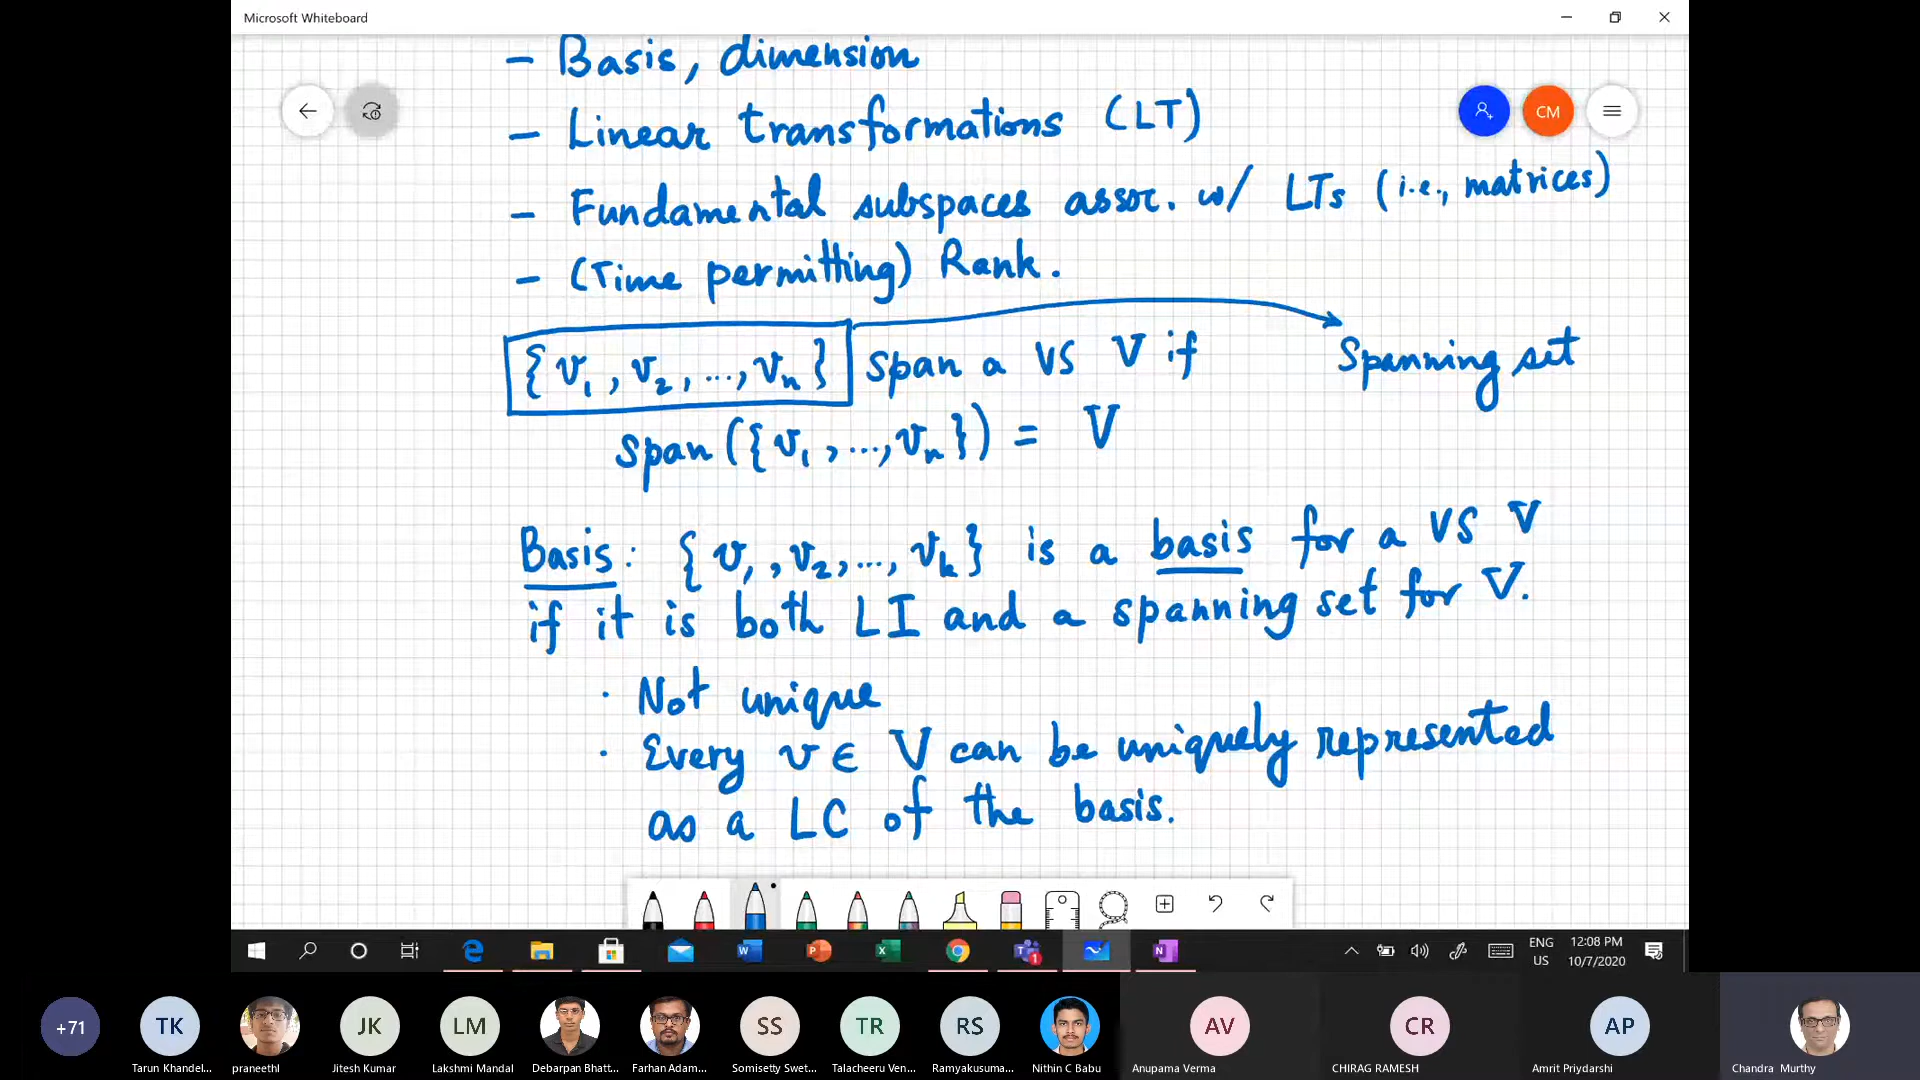 Microsoft Whiteboard
- Basis, dimension
- Linear transformations (LT)
CM
- Fundamental subspaces assoc. w/ LTs (i.e., matrices)
- (Time permitting) Rank.
{v1, v2, ..., vn} span a VS V if
Spanning set
span({v1, ..., vn}) = V
Basis: {v1, v2, ..., vk} is a basis for a VS V
if it is both LI and a spanning set for V.
· Not unique
· Every v ∈ V can be uniquely represented
as a LC of the basis.
ENG
US
12:08 PM
10/7/2020
+71
TK
JK
LM
SS
TR
RS
AV
CR
AP
Tarun Khandel...
praneethI
Jitesh Kumar
Lakshmi Mandal
Debarpan Bhatt...
Farhan Adam...
Somisetty Swet...
Talacheeru Ven...
Ramyakusuma...
Nithin C Babu
Anupama Verma
CHIRAG RAMESH
Amrit Priydarshi
Chandra Murthy